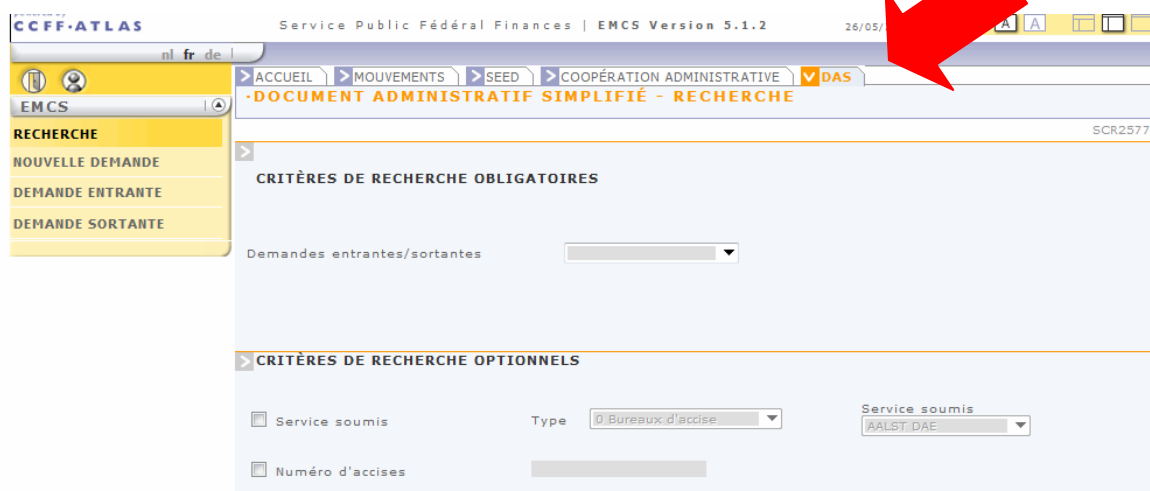 CCFF·ATLAS
Service Public Fédéral Finances | EMCS Version 5.1.2
26/05/
A A
nl fr de
ACCUEIL MOUVEMENTS SEED COOPÉRATION ADMINISTRATIVE DAS
·DOCUMENT ADMINISTRATIF SIMPLIFIÉ - RECHERCHE
EMCS
SCR2577
RECHERCHE
NOUVELLE DEMANDE
DEMANDE ENTRANTE
DEMANDE SORTANTE
CRITÈRES DE RECHERCHE OBLIGATOIRES
Demandes entrantes/sortantes
CRITÈRES DE RECHERCHE OPTIONNELS
Service soumis
Type
0 Bureaux d'accise
Service soumis
AALST DAE
Numéro d'accises